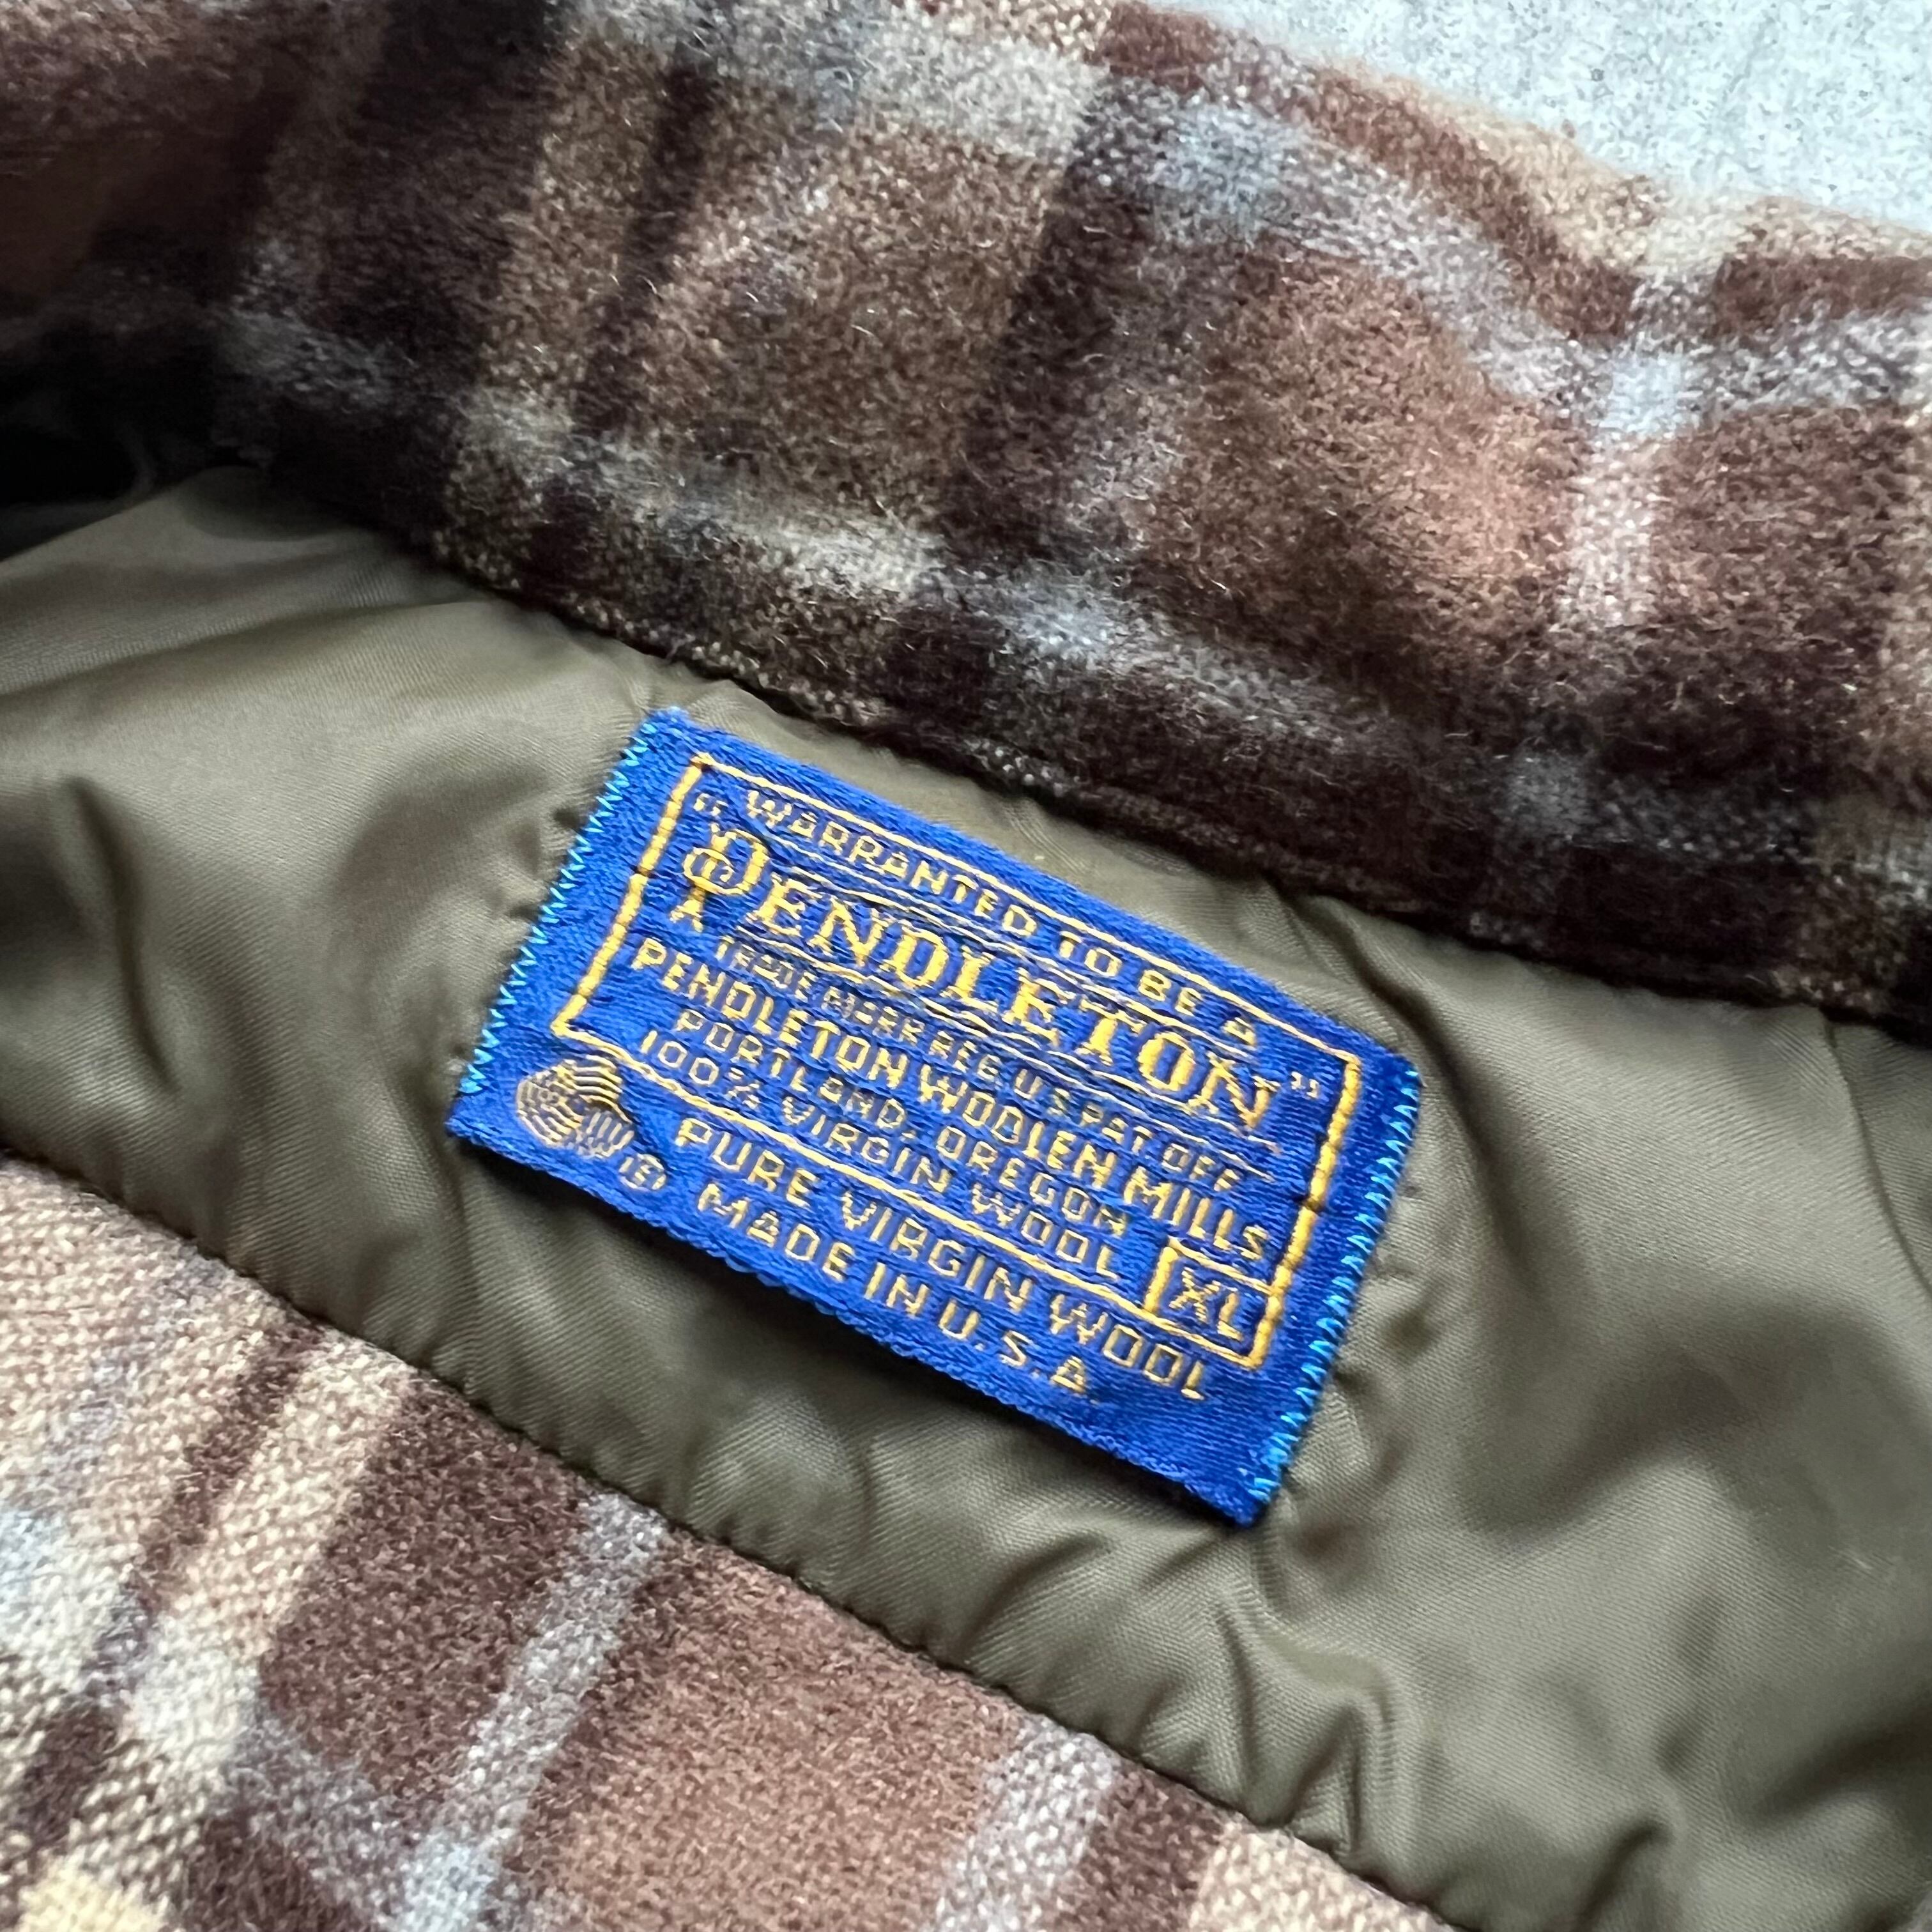 "WARRANTED TO BE A
PENDLETON"
A TRADE MARK REG. U.S. PAT. OFF.
PENDLETON WOOLEN MILLS
PORTLAND, OREGON
100% VIRGIN WOOL
XL
PURE VIRGIN WOOL
MADE IN U.S.A.